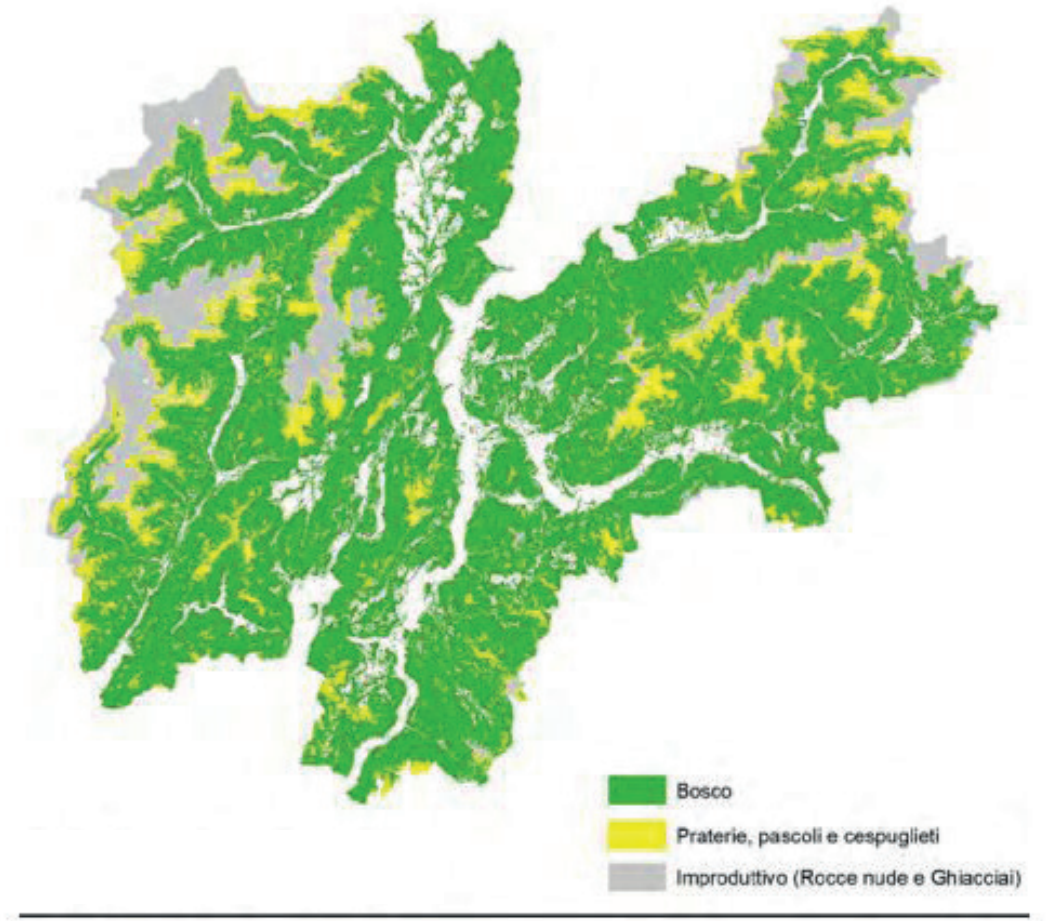 Bosco
Praterie, pascoli e cespuglieti
Improduttivo (Rocce nude e Ghiacciai)